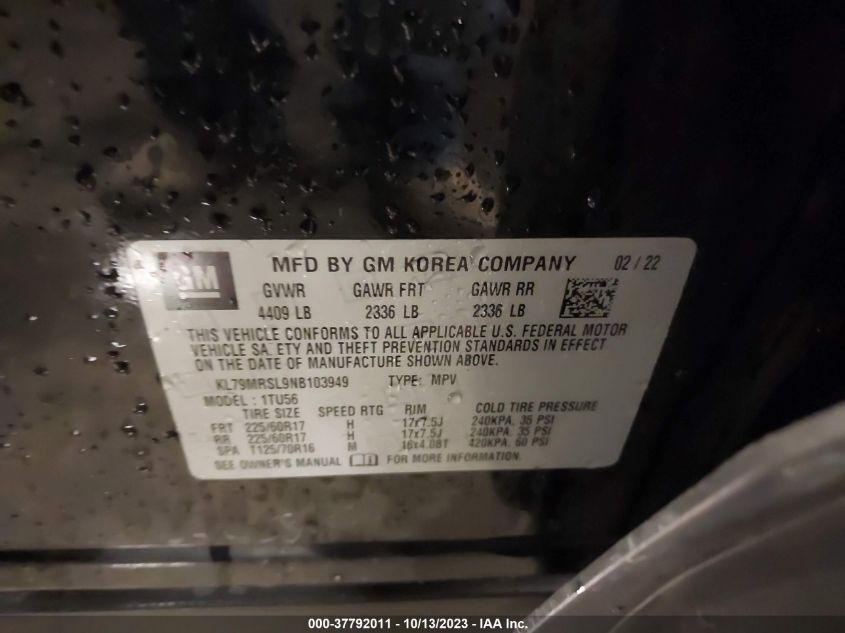 GM MFD BY GM KOREA COMPANY 02 / 22
GVWR GAWR FRT GAWR RR
4409 LB 2336 LB 2336 LB
THIS VEHICLE CONFORMS TO ALL APPLICABLE U.S. FEDERAL MOTOR
VEHICLE SA ETY AND THEFT PREVENTION STANDARDS IN EFFECT
ON THE DATE OF MANUFACTURE SHOWN ABOVE.
KL79MRSL9NB103949 TYPE: MPV
MODEL : 1TU56
TIRE SIZE SPEED RTG RIM COLD TIRE PRESSURE
FRT 225/60R17 H 17x7.5J 240KPA, 35 PSI
RR 225/60R17 H 17x7.5J 240KPA, 35 PSI
SPA T125/70R16 M 16x4.0BT 420KPA, 60 PSI
SEE OWNER'S MANUAL FOR MORE INFORMATION.
000-37792011 - 10/13/2023 - © IAA Inc.